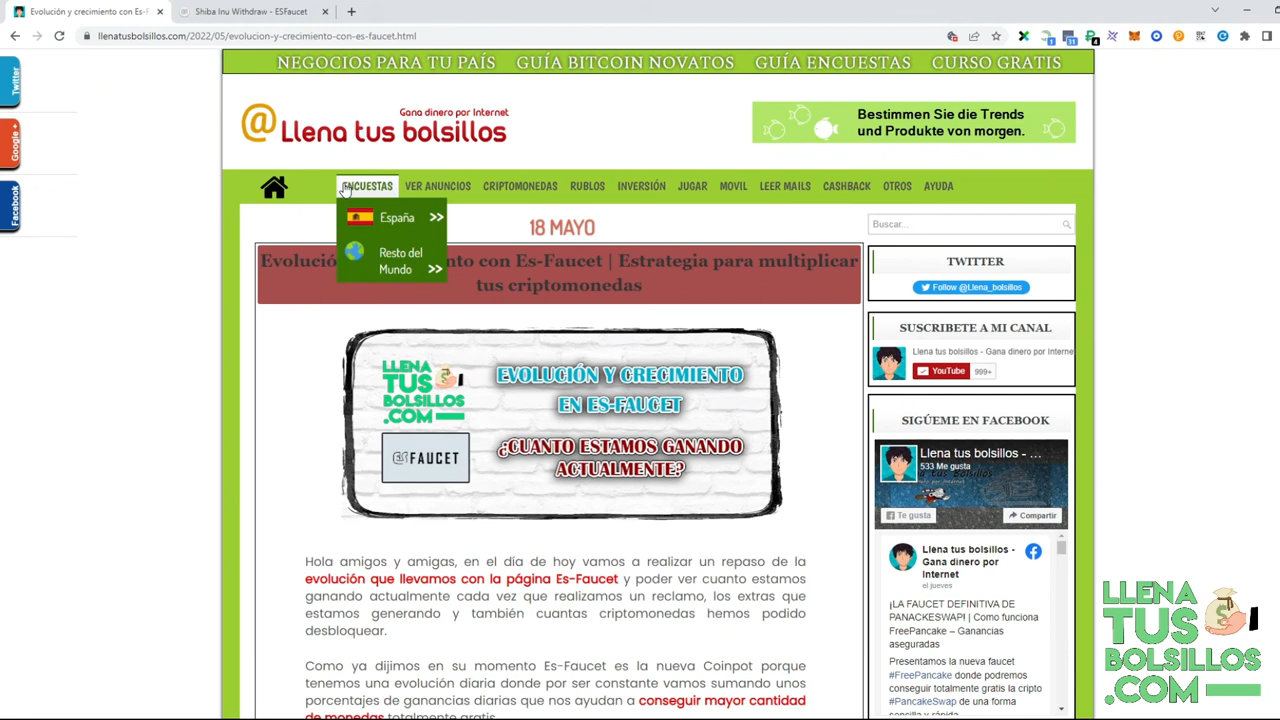 Evolución y crecimiento con Es-F
Shiba Inu Withdraw - ESFaucet
llenatusbolsillos.com/2022/05/evolucion-y-crecimiento-con-es-faucet.html
NEGOCIOS PARA TU PAÍS GUÍA BITCOIN NOVATOS GUÍA ENCUESTAS CURSO GRATIS
Twitter
Google +
Facebook
@ Llena tus bolsillos
Gana dinero por Internet
Bestimmen Sie die Trends
und Produkte von morgen.
ENCUESTAS VER ANUNCIOS CRIPTOMONEDAS RUBLOS INVERSIÓN JUGAR MOVIL LEER MAILS CASHBACK OTROS AYUDA
España >>
Resto del
Mundo >>
18 MAYO
Evolució nto con Es-Faucet | Estrategia para multiplicar
tus criptomonedas
LLENA
TUS
BOLSILLOS
.COM
EsFAUCET
EVOLUCIÓN Y CRECIMIENTO
EN ES-FAUCET
¿CUANTO ESTAMOS GANANDO
ACTUALMENTE?
Hola amigos y amigas, en el día de hoy vamos a realizar un repaso de la
evolución que llevamos con la página Es-Faucet y poder ver cuanto estamos
ganando actualmente cada vez que realizamos un reclamo, los extras que
estamos generando y también cuantas criptomonedas hemos podido
desbloquear.
Como ya dijimos en su momento Es-Faucet es la nueva Coinpot porque
tenemos una evolución diaria donde por ser constante vamos sumando unos
porcentajes de ganancias diarias que nos ayudan a conseguir mayor cantidad
de monedas totalmente gratis.
Buscar...
TWITTER
Follow @Llena_bolsillos
SUSCRIBETE A MI CANAL
Llena tus bolsillos - Gana dinero por Interne
YouTube 999+
SIGÚEME EN FACEBOOK
Llena tus bolsillos - ...
533 Me gusta
Te gusta
Compartir
Llena tus bolsillos -
Gana dinero por
Internet
el jueves
¡LA FAUCET DEFINITIVA DE
PANACKESWAP! | Como funciona
FreePancake – Ganancias
aseguradas
Presentamos la nueva faucet
#FreePancake donde podremos
conseguir totalmente gratis la cripto
#PancakeSwap de una forma
sencilla y rápida
LLENA
TUS
BOLSILLOS
.COM